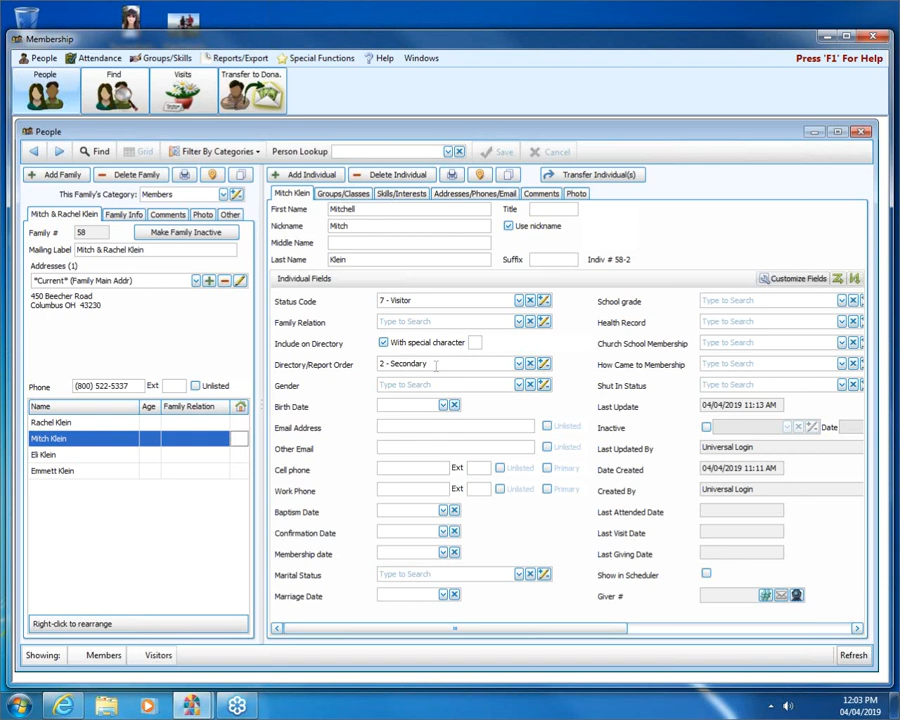 Membership
People Attendance Groups/Skills Reports/Export Special Functions Help Windows Press 'F1' For Help
People Find Visits Transfer to Dona.
People
Find Grid Filter By Categories Person Lookup Save Cancel
Add Family Delete Family Add Individual Delete Individual Transfer Individual(s)
This Family's Category: Members
Mitch Klein Groups/Classes Skills/Interests Addresses/Phones/Email Comments Photo
Mitch & Rachel Klein Family Info Comments Photo Other
First Name Mitchell Title
Nickname Mitch Use nickname
Middle Name
Last Name Klein Suffix Indiv # 58-2
Family # 58 Make Family Inactive
Mailing Label Mitch & Rachel Klein
Addresses (1)
*Current* (Family Main Addr)
450 Beecher Road
Columbus OH 43230
Phone (800) 522-5337 Ext Unlisted
Name Age Family Relation
Rachel Klein
Mitch Klein
Eli Klein
Emmett Klein
Right-click to rearrange
Individual Fields Customize Fields
Status Code 7 - Visitor School grade Type to Search
Family Relation Type to Search Health Record Type to Search
Include on Directory With special character Church School Membership Type to Search
Directory/Report Order 2 - Secondary How Came to Membership Type to Search
Gender Type to Search Shut In Status Type to Search
Birth Date Last Update 04/04/2019 11:13 AM
Email Address Unlisted Inactive Date
Other Email Unlisted Last Updated By Universal Login
Cell phone Ext Unlisted Primary Date Created 04/04/2019 11:11 AM
Work Phone Ext Unlisted Primary Created By Universal Login
Baptism Date Last Attended Date
Confirmation Date Last Visit Date
Membership date Last Giving Date
Marital Status Type to Search Show in Scheduler
Marriage Date Giver #
Showing: Members Visitors Refresh
12:03 PM
04/04/2019